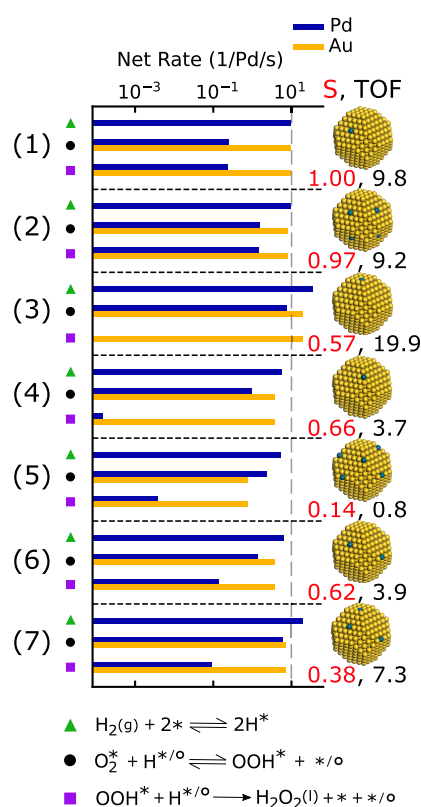 Pd
Au
Net Rate (1/Pd/s)
S, TOF
10⁻³ 10⁻¹ 10¹
(1)
1.00, 9.8
(2)
0.97, 9.2
(3)
0.57, 19.9
(4)
0.66, 3.7
(5)
0.14, 0.8
(6)
0.62, 3.9
(7)
0.38, 7.3
H₂(g) + 2* ⇌ 2H*
O₂* + H*/° ⇌ OOH* + */°
OOH* + H*/° → H₂O₂(l) + * + */°